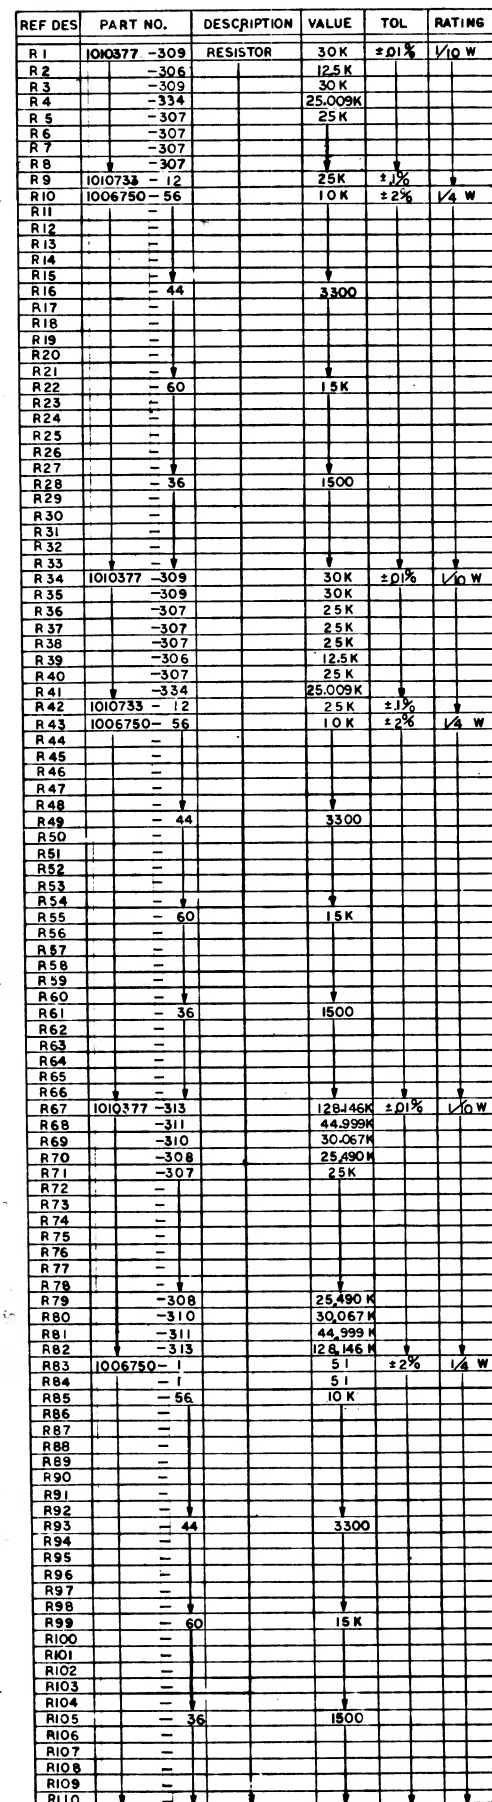 REF DES PART NO. DESCRIPTION VALUE TOL RATING
R1 1010377 -309 RESISTOR 30K ±.01% 1/10 W
R2 -306 12.5K
R3 -309 30K
R4 -334 25.009K
R5 -307 25K
R6 -307
R7 -307
R8 -307
R9 1010733 - 12 25K ±.1%
R10 1006750 - 56 10K ±2% 1/4 W
R11 -
R12 -
R13 -
R14 -
R15 -
R16 - 44 3300
R17 -
R18 -
R19 -
R20 -
R21 -
R22 - 60 15K
R23 -
R24 -
R25 -
R26 -
R27 -
R28 - 36 1500
R29 -
R30 -
R31 -
R32 -
R33 -
R34 1010377 -309 30K ±.01% 1/10 W
R35 -309 30K
R36 -307 25K
R37 -307 25K
R38 -307 25K
R39 -306 12.5K
R40 -307 25K
R41 -334 25.009K
R42 1010733 - 12 25K ±.1%
R43 1006750 - 56 10K ±2% 1/4 W
R44 -
R45 -
R46 -
R47 -
R48 -
R49 - 44 3300
R50 -
R51 -
R52 -
R53 -
R54 -
R55 - 60 15K
R56 -
R57 -
R58 -
R59 -
R60 -
R61 - 36 1500
R62 -
R63 -
R64 -
R65 -
R66 -
R67 1010377 -313 128.146K ±.01% 1/10 W
R68 -311 44.999K
R69 -310 30.067K
R70 -308 25.490K
R71 -307 25K
R72 -
R73 -
R74 -
R75 -
R76 -
R77 -
R78 -
R79 -308 25.490K
R80 -310 30.067K
R81 -311 44.999K
R82 -313 128.146K
R83 1006750 - 1 51 ±2% 1/4 W
R84 - 1 51
R85 - 56 10K
R86 -
R87 -
R88 -
R89 -
R90 -
R91 -
R92 -
R93 - 44 3300
R94 -
R95 -
R96 -
R97 -
R98 -
R99 - 60 15K
R100 -
R101 -
R102 -
R103 -
R104 -
R105 - 36 1500
R106 -
R107 -
R108 -
R109 -
R110 -